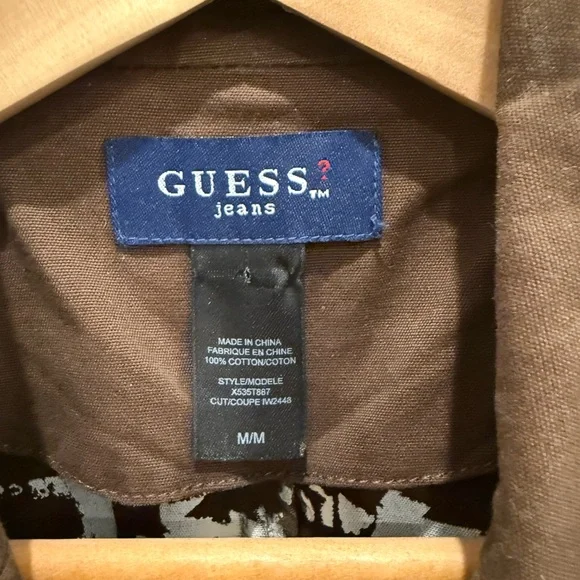 GUESS?™
jeans
MADE IN CHINA
FABRIQUE EN CHINE
100% COTTON/COTON
STYLE/MODELE
X535T887
CUT/COUPE IW2448
M/M